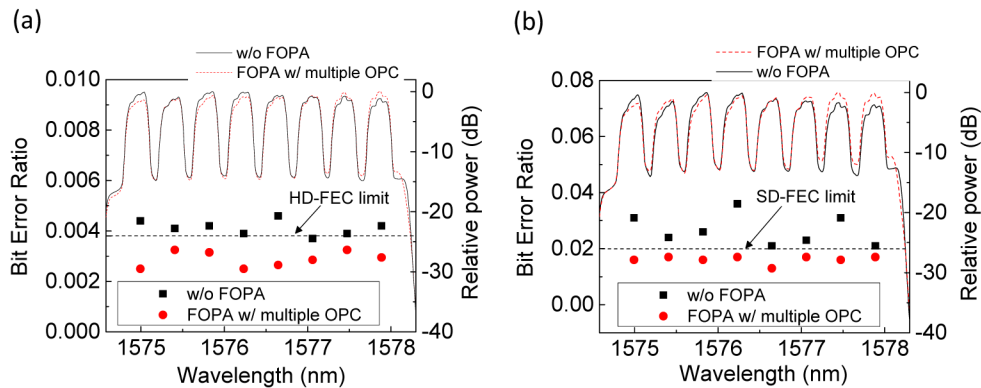 (a)
w/o FOPA
FOPA w/ multiple OPC
0.010
0.008
0.006
0.004
0.002
0.000
Bit Error Ratio
0
-10
-20
-30
-40
Relative power (dB)
HD-FEC limit
w/o FOPA
FOPA w/ multiple OPC
1575
1576
1577
1578
Wavelength (nm)
(b)
FOPA w/ multiple OPC
w/o FOPA
0.08
0.06
0.04
0.02
0.00
Bit Error Ratio
0
-10
-20
-30
-40
Relative power (dB)
SD-FEC limit
w/o FOPA
FOPA w/ multiple OPC
1575
1576
1577
1578
Wavelength (nm)